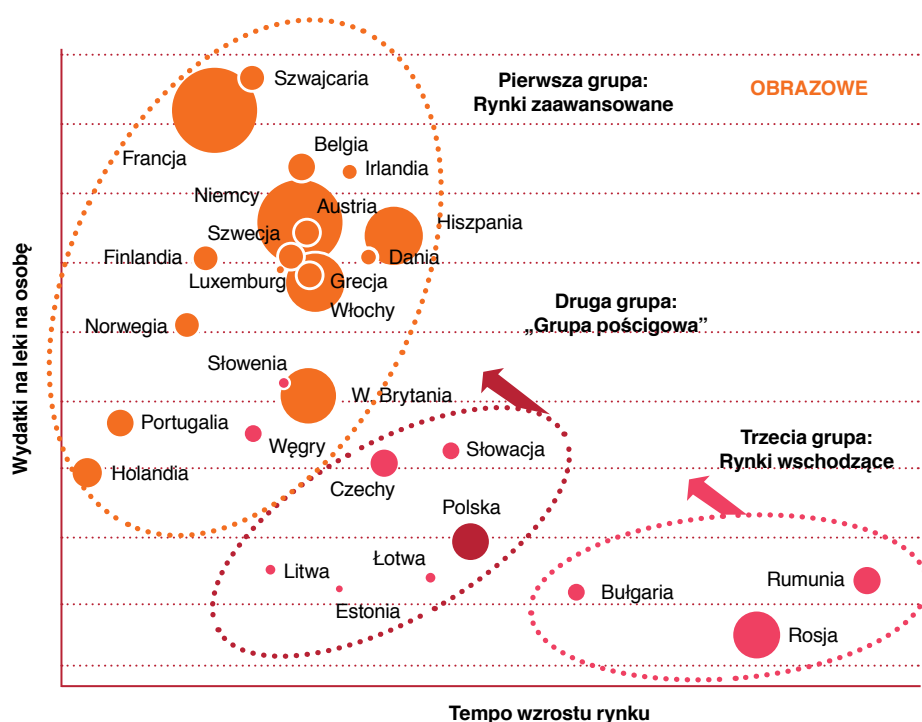 Pierwsza grupa:
Rynki zaawansowane
OBRAZOWE
Szwajcaria
Francja
Belgia
Irlandia
Niemcy
Austria
Hiszpania
Szwecja
Finlandia
Dania
Luxemburg
Grecja
Włochy
Druga grupa:
„Grupa pościgowa”
Norwegia
Słowenia
W. Brytania
Portugalia
Węgry
Słowacja
Trzecia grupa:
Rynki wschodzące
Holandia
Czechy
Polska
Litwa
Łotwa
Estonia
Bułgaria
Rumunia
Rosja
Wydatki na leki na osobę
Tempo wzrostu rynku